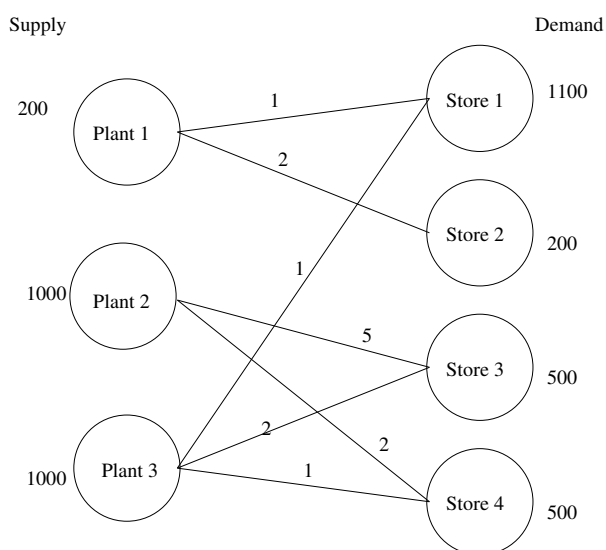 Supply
Demand
200
Plant 1
1
Store 1
1100
2
Store 2
200
1
1000
Plant 2
5
Store 3
500
2
2
1000
Plant 3
1
Store 4
500